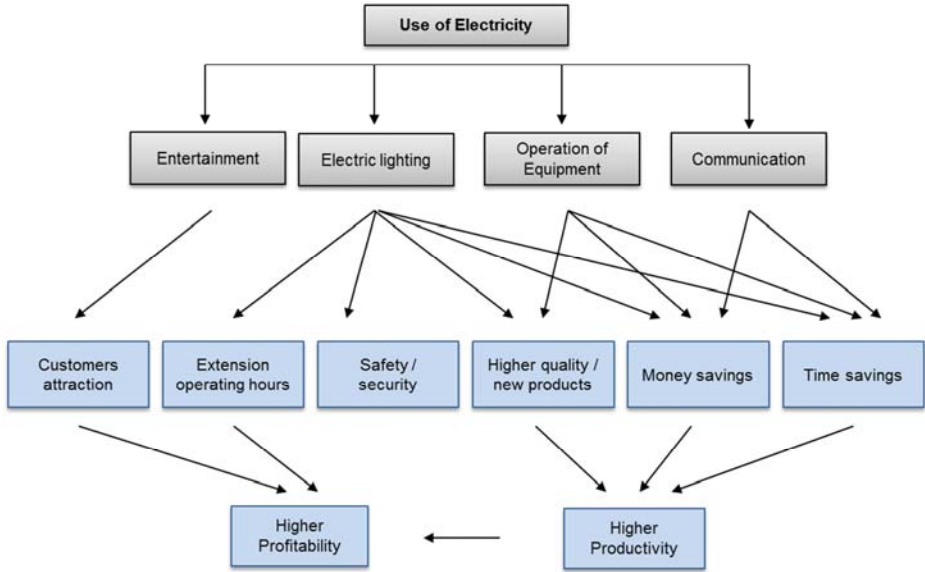 Use of Electricity
Entertainment
Electric lighting
Operation of
Equipment
Communication
Customers
attraction
Extension
operating hours
Safety /
security
Higher quality /
new products
Money savings
Time savings
Higher
Profitability
Higher
Productivity